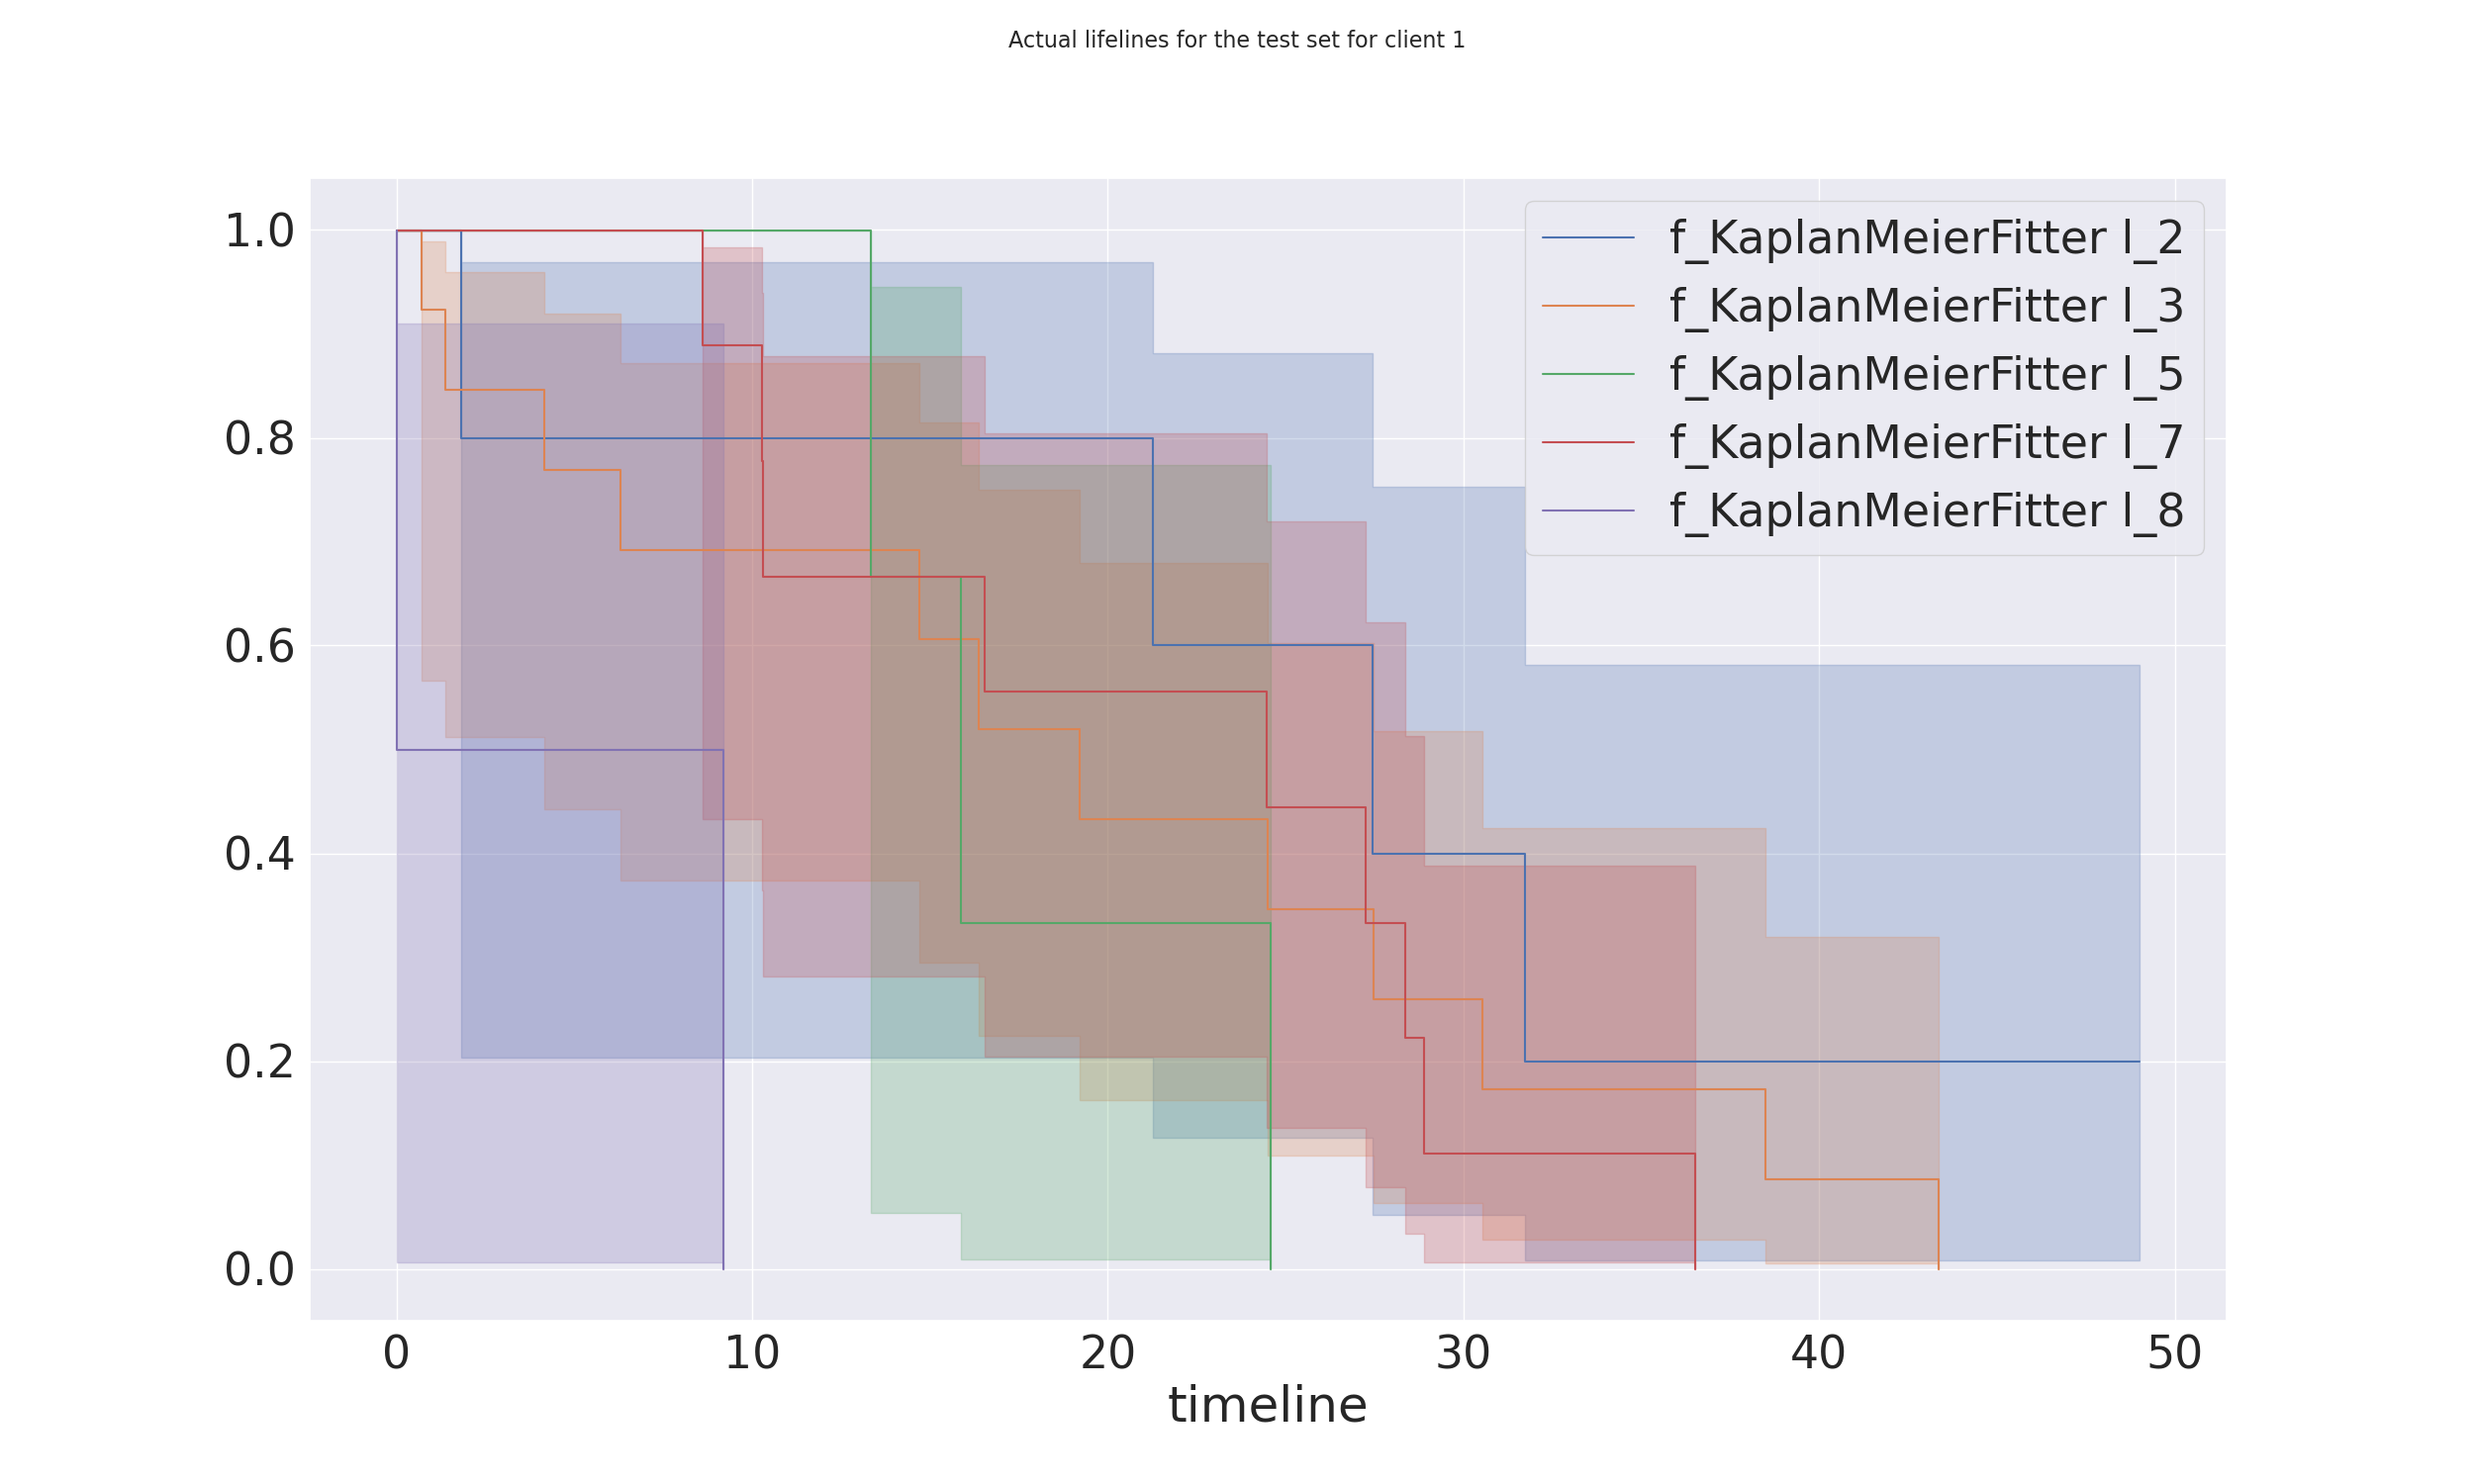 Actual lifelines for the test set for client 1
1.0
0.8
0.6
0.4
0.2
0.0
f_KaplanMeierFitter l_2
f_KaplanMeierFitter l_3
f_KaplanMeierFitter l_5
f_KaplanMeierFitter l_7
f_KaplanMeierFitter l_8
0 10 20 30 40 50
timeline